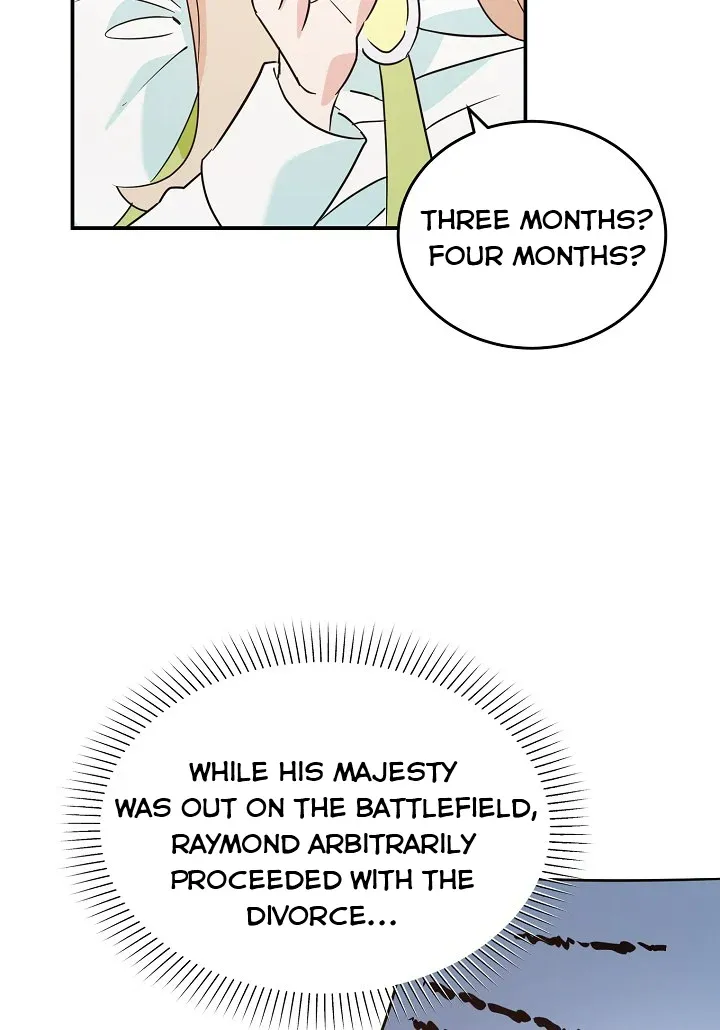 THREE MONTHS?
FOUR MONTHS?
WHILE HIS MAJESTY
WAS OUT ON THE BATTLEFIELD,
RAYMOND ARBITRARILY
PROCEEDED WITH THE
DIVORCE...